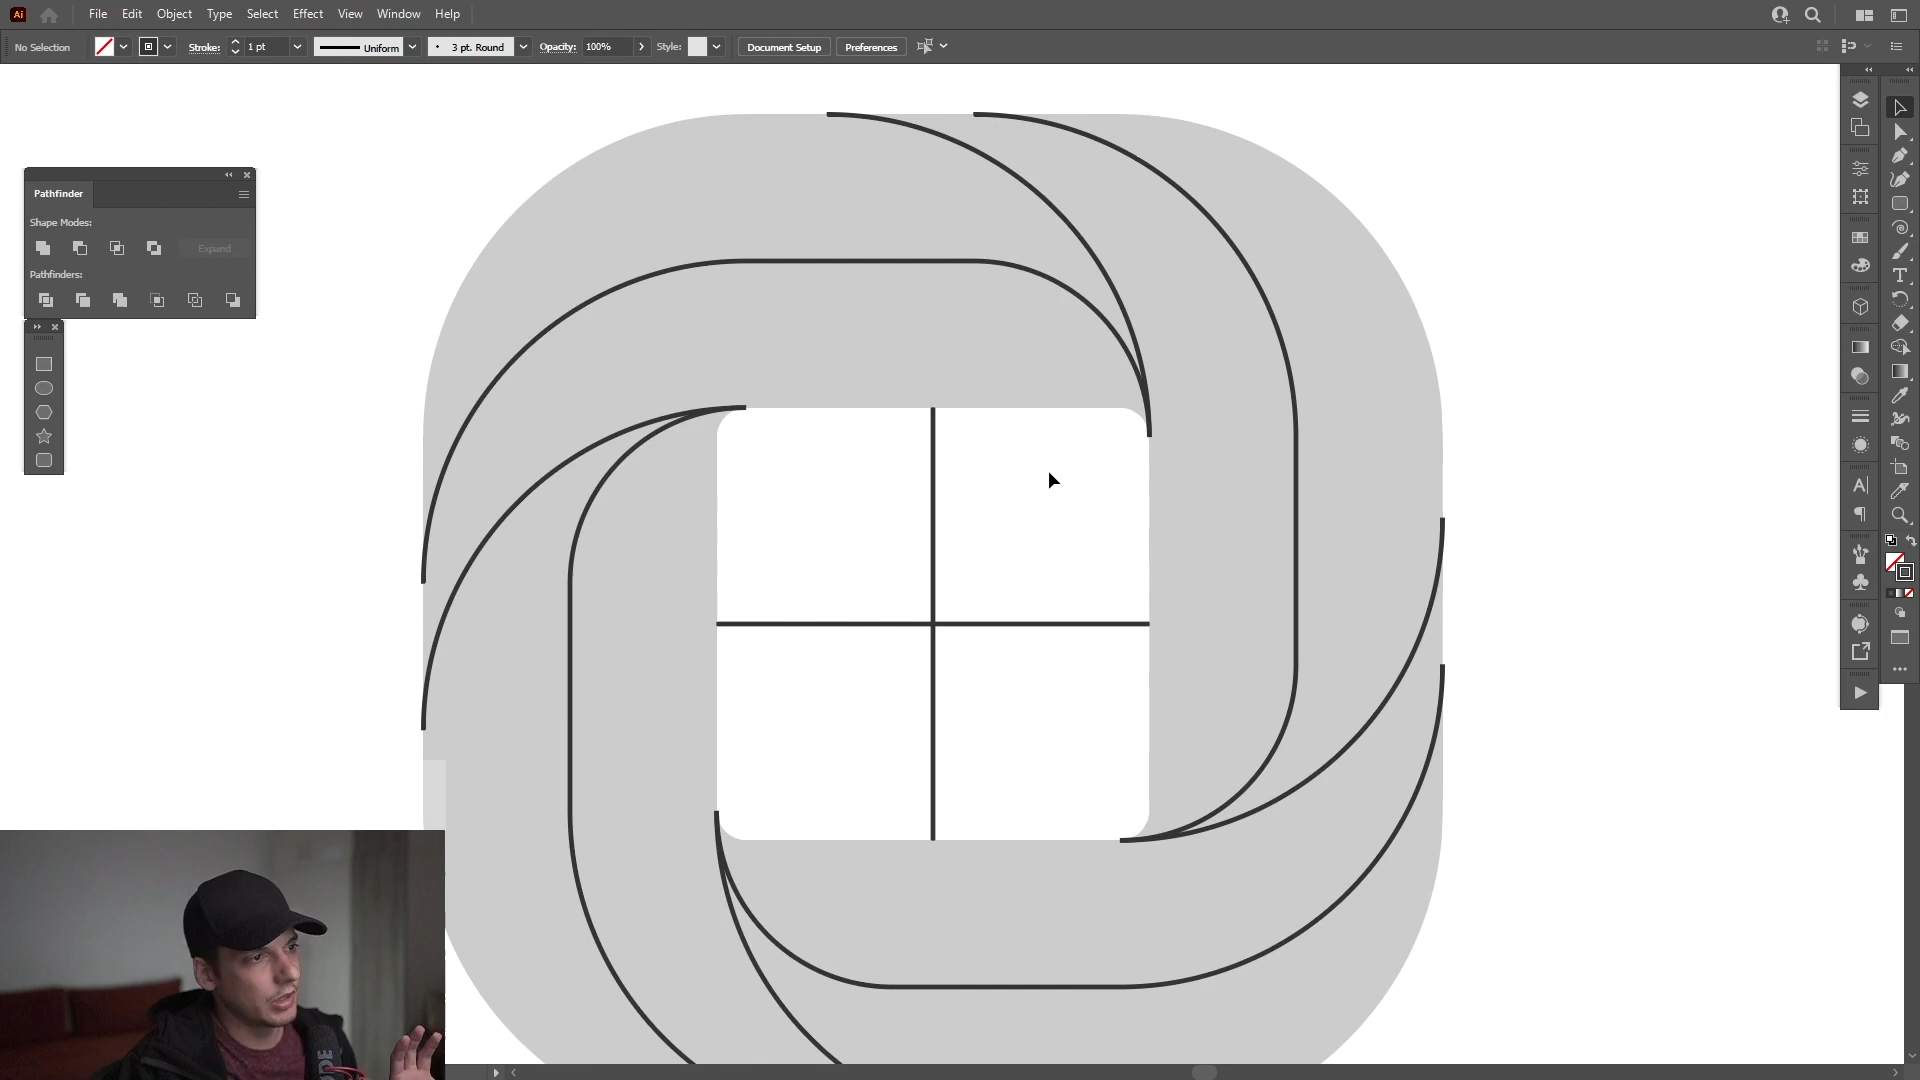 Ai File Edit Object Type Select Effect View Window Help
No Selection Stroke: 1 pt Uniform 3 pt. Round Opacity: 100% Style: Document Setup Preferences
Pathfinder
Shape Modes:
Expand
Pathfinders: